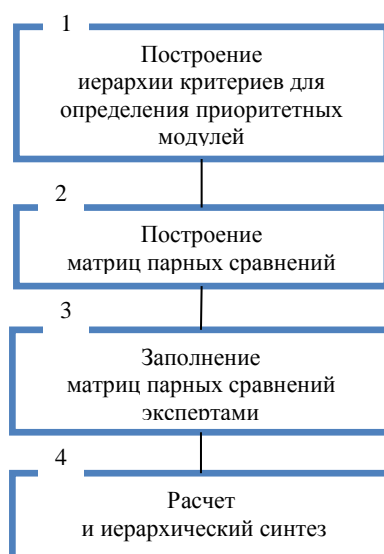 1
Построение
иерархии критериев для
определения приоритетных
модулей
2
Построение
матриц парных сравнений
3
Заполнение
матриц парных сравнений
экспертами
4
Расчет
и иерархический синтез